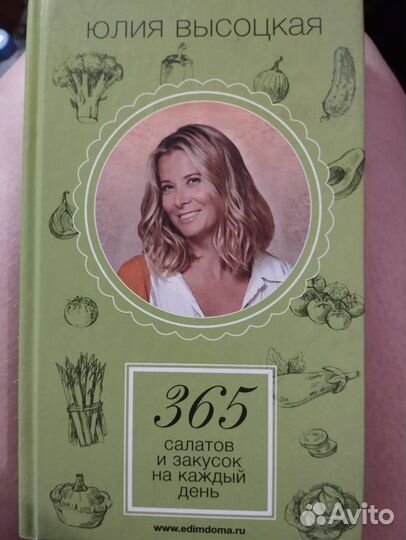 ЮЛИЯ ВЫСОЦКАЯ
365
салатов
и закусок
на каждый
день
www.edimdoma.ru
Avito